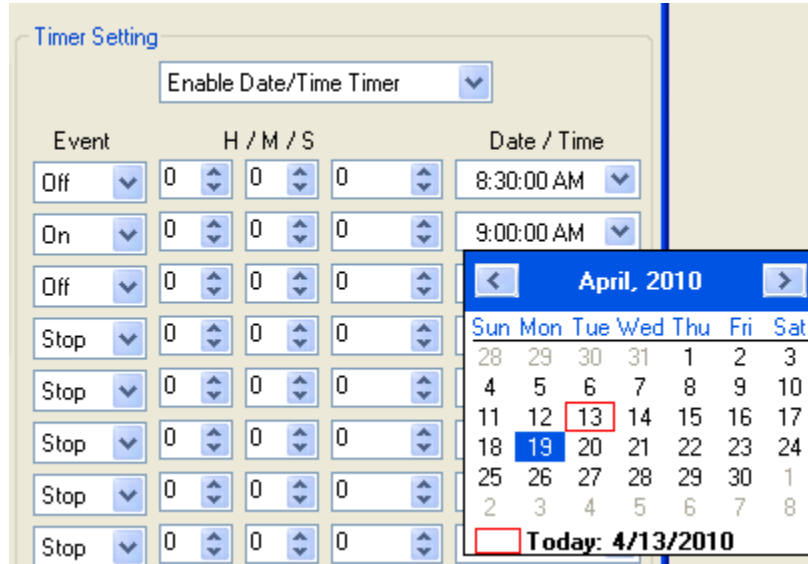 Timer Setting
Enable Date/Time Timer
Event H / M / S Date / Time
Off 0 0 0 8:30:00 AM
On 0 0 0 9:00:00 AM
Off 0 0 0
Stop 0 0 0
Stop 0 0 0
Stop 0 0 0
Stop 0 0 0
Stop 0 0 0
April, 2010
Sun Mon Tue Wed Thu Fri Sat
28 29 30 31 1 2 3
4 5 6 7 8 9 10
11 12 13 14 15 16 17
18 19 20 21 22 23 24
25 26 27 28 29 30 1
2 3 4 5 6 7 8
Today: 4/13/2010